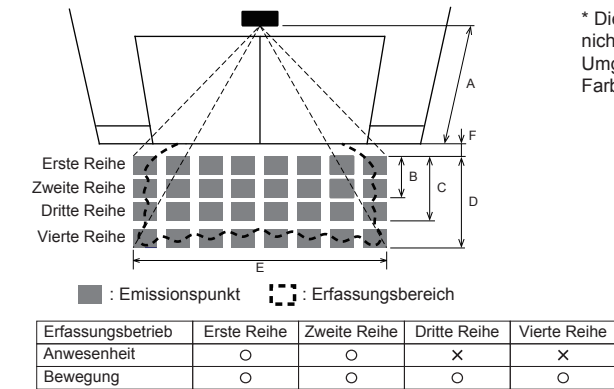 * Die
nich
Umg
Farb
A
F
Erste Reihe
Zweite Reihe
Dritte Reihe
Vierte Reihe
B
C
D
E
: Emissionspunkt : Erfassungsbereich
Erfassungsbetrieb Erste Reihe Zweite Reihe Dritte Reihe Vierte Reihe
Anwesenheit ○ ○ × ×
Bewegung ○ ○ ○ ○